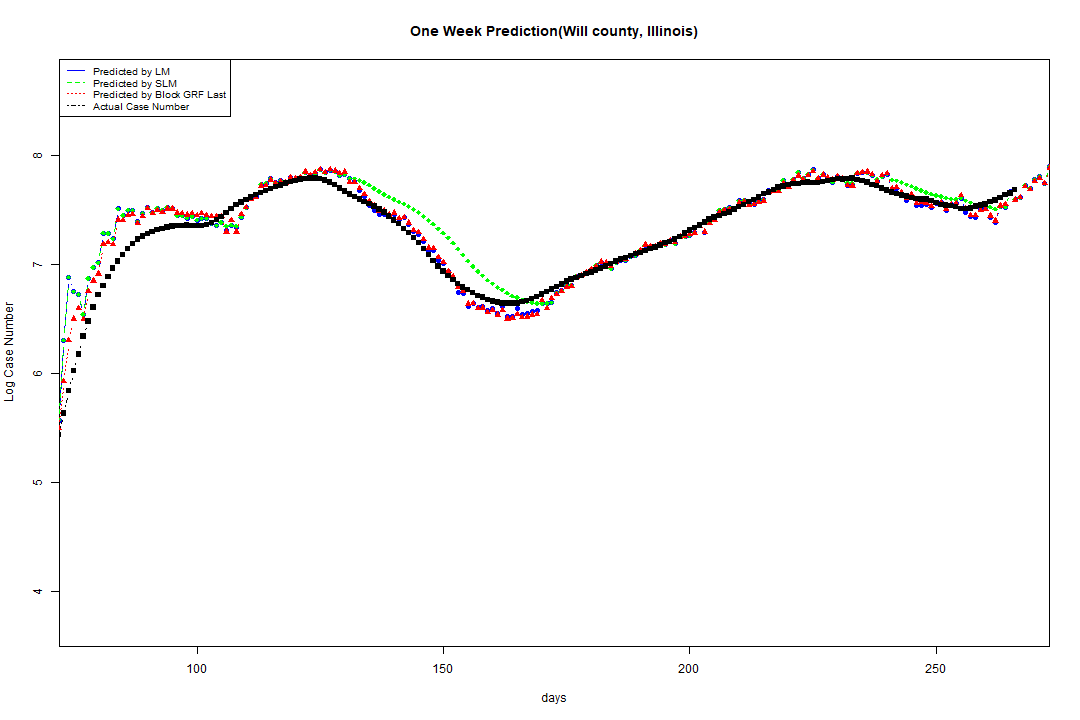 One Week Prediction(Will county, Illinois)
Predicted by LM
Predicted by SLM
Predicted by Block GRF Last
Actual Case Number
8
7
6
5
4
Log Case Number
100 150 200 250
days